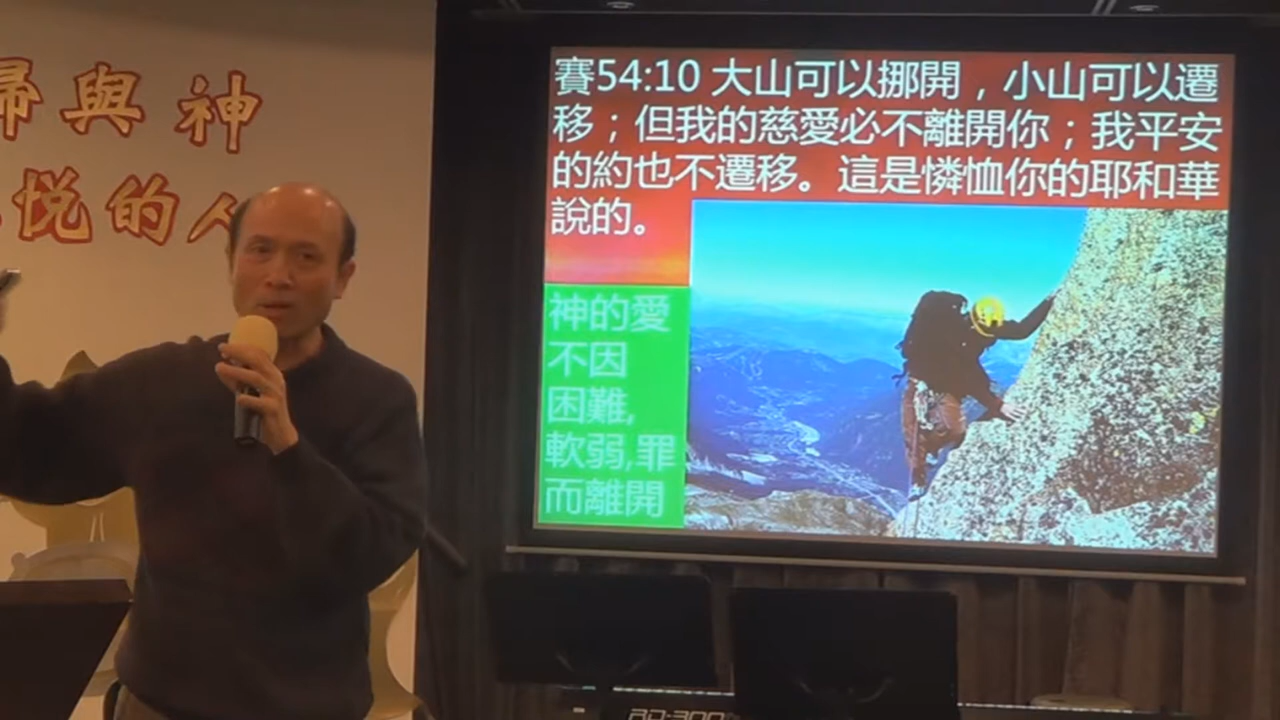 歸與神
悅的人
賽54:10 大山可以挪開，小山可以遷
移；但我的慈愛必不離開你；我平安
的約也不遷移。這是憐恤你的耶和華
說的。
神的愛
不因
困難,
軟弱,罪
而離開
RD-300